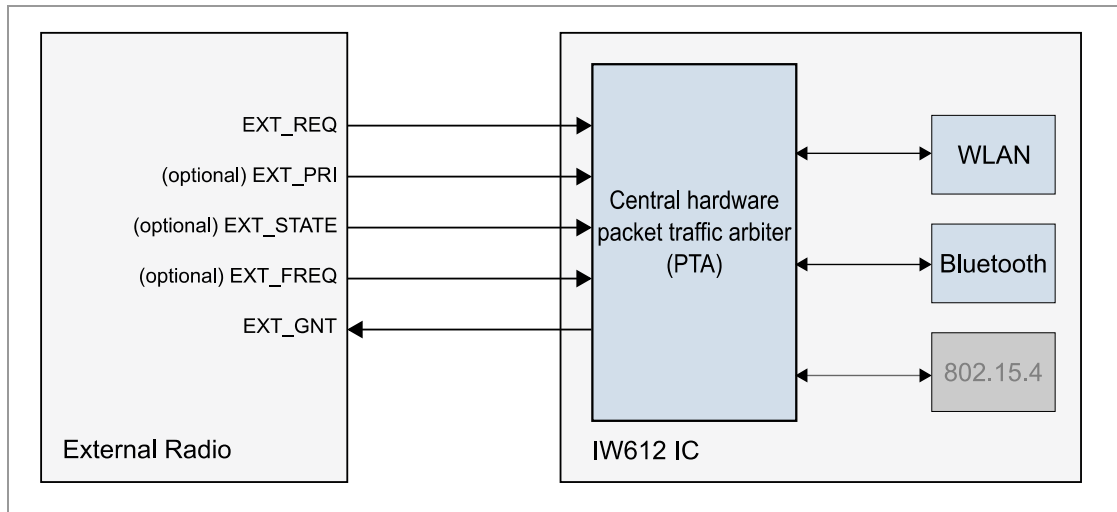 EXT_REQ
(optional) EXT_PRI
(optional) EXT_STATE
(optional) EXT_FREQ
EXT_GNT
External Radio
Central hardware
packet traffic arbiter
(PTA)
WLAN
Bluetooth
802.15.4
IW612 IC